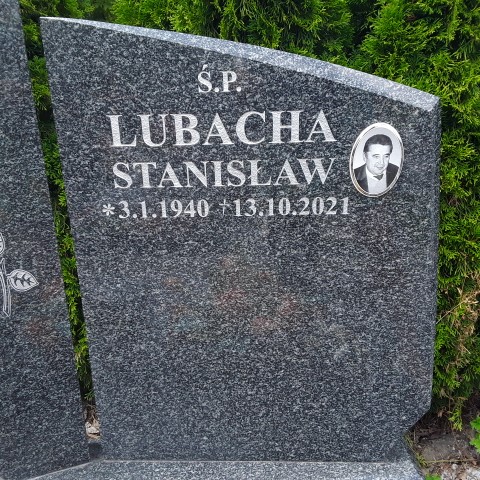 Ś.P.
LUBACHA
STANISŁAW
*3.1.1940 +13.10.2021